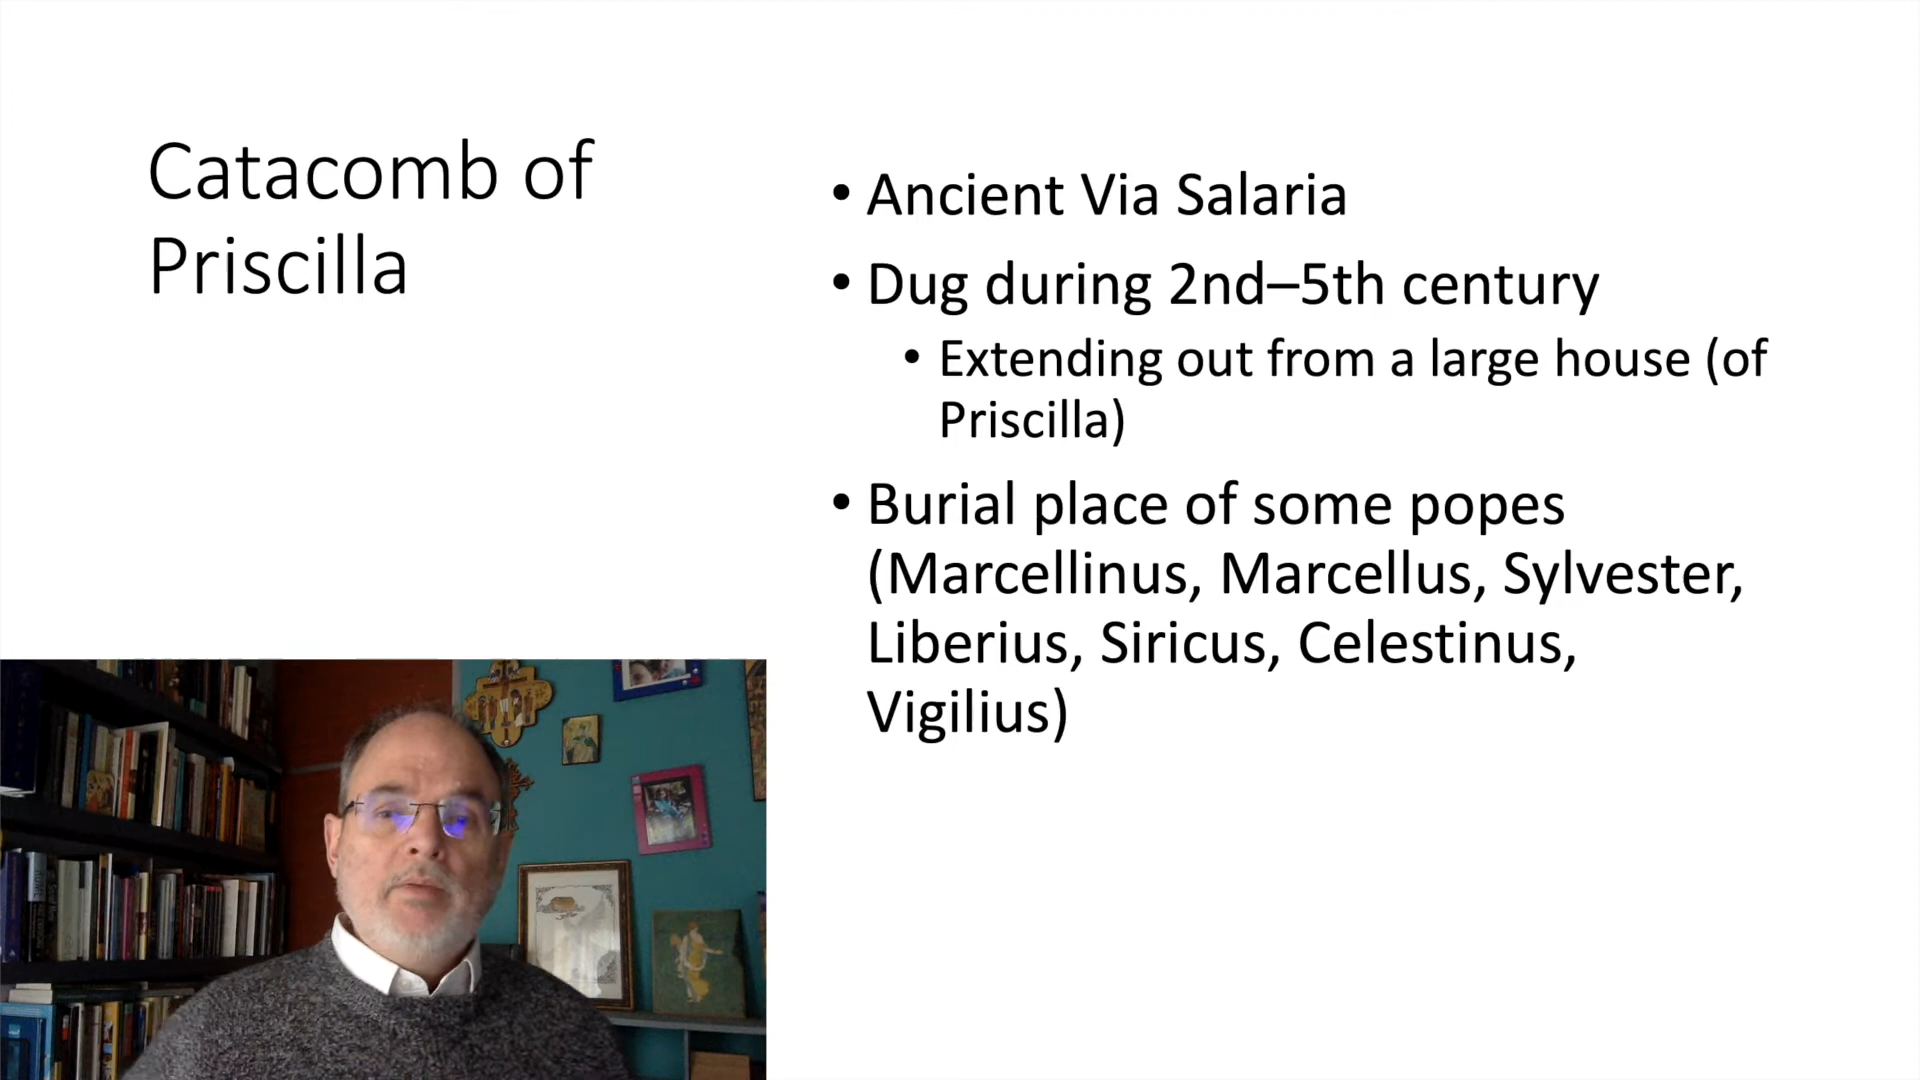 Catacomb of
Priscilla
• Ancient Via Salaria
• Dug during 2nd–5th century
• Extending out from a large house (of
Priscilla)
• Burial place of some popes
(Marcellinus, Marcellus, Sylvester,
Liberius, Siricus, Celestinus,
Vigilius)